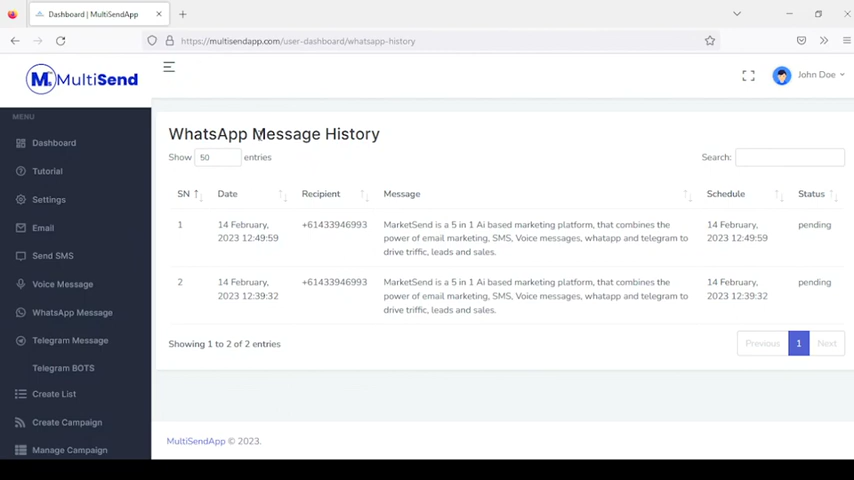 Dashboard | MultiSendApp
https://multisendapp.com/user-dashboard/whatsapp-history
MultiSend
John Doe
MENU
Dashboard
Tutorial
Settings
Email
Send SMS
Voice Message
WhatsApp Message
Telegram Message
Telegram BOTS
Create List
Create Campaign
Manage Campaign
WhatsApp Message History
Show 50 entries
Search:
SN Date Recipient Message Schedule Status
1 14 February, +61433946993 MarketSend is a 5 in 1 Ai based marketing platform, that combines the 14 February, pending
2023 12:49:59 power of email marketing, SMS, Voice messages, whatapp and telegram to 2023 12:49:59
drive triffic, leads and sales.
2 14 February, +61433946993 MarketSend is a 5 in 1 Ai based marketing platform, that combines the 14 February, pending
2023 12:39:32 power of email marketing, SMS, Voice messages, whatapp and telegram to 2023 12:39:32
drive triffic, leads and sales.
Showing 1 to 2 of 2 entries
Previous 1 Next
MultiSendApp © 2023.